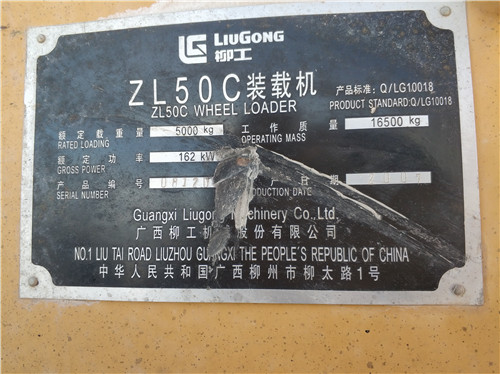 LIUGONG
柳工
ZL50C装载机
产品标准: Q/LG10018
ZL50C WHEEL LOADER
PRODUCT STANDARD:Q/LG10018
额定载重量 5000 kg 工作质量 16500 kg
RATED LOADING OPERATING MASS
额定功率 162 kW
GROSS POWER
产品编号 期
SERIAL NUMBER PRODUCTION DATE
Guangxi Liugong Machinery Co.,Ltd.
广西柳工机 股份有限公司
NO.1 LIU TAI ROAD LIUZHOU GUANGXI THE PEOPLE'S REPUBLIC OF CHINA
中华人民共和国广西柳州市柳太路1号